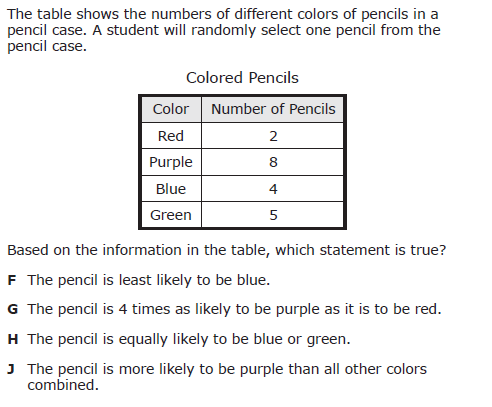 The table shows the numbers of different colors of pencils in a
pencil case. A student will randomly select one pencil from the
pencil case.
Colored Pencils
Color Number of Pencils
Red 2
Purple 8
Blue 4
Green 5
Based on the information in the table, which statement is true?
F The pencil is least likely to be blue.
G The pencil is 4 times as likely to be purple as it is to be red.
H The pencil is equally likely to be blue or green.
J The pencil is more likely to be purple than all other colors
combined.